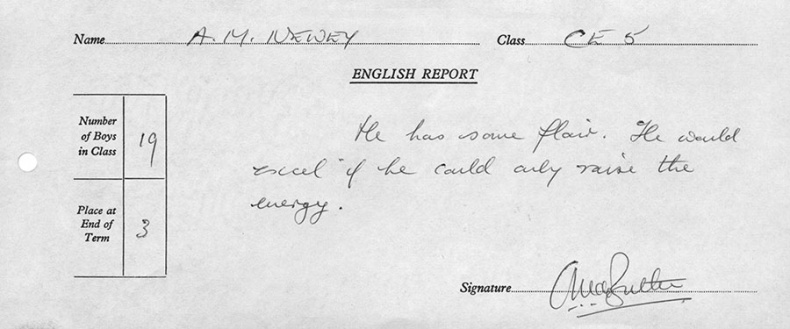 Name A. M. NEWEY Class CE 5
ENGLISH REPORT
Number
of Boys
in Class 19
Place at
End of
Term 3
He has some flair. He would
excel if he could only raise the
energy.
Signature